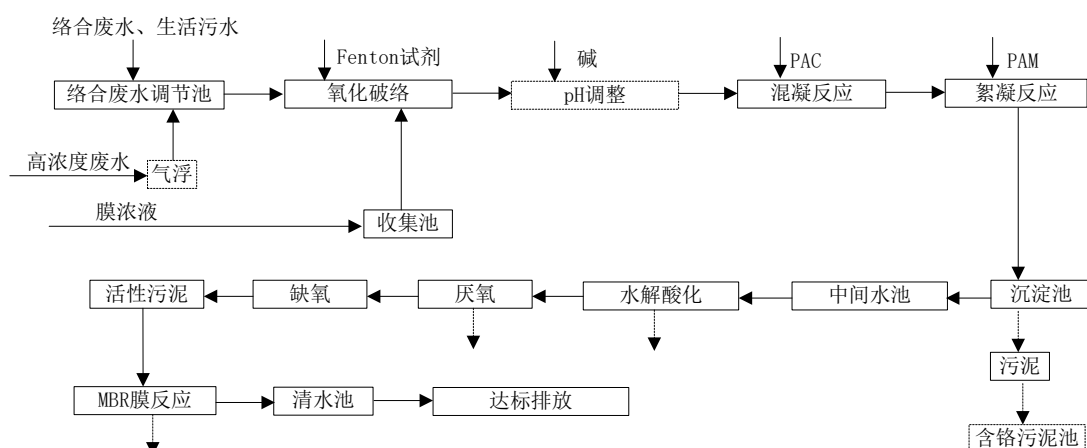 络合废水、生活污水
Fenton试剂
碱
PAC
PAM
络合废水调节池
氧化破络
pH调整
混凝反应
絮凝反应
高浓度废水
气浮
膜浓液
收集池
活性污泥
缺氧
厌氧
水解酸化
中间水池
沉淀池
污泥
MBR膜反应
清水池
达标排放
含铬污泥池